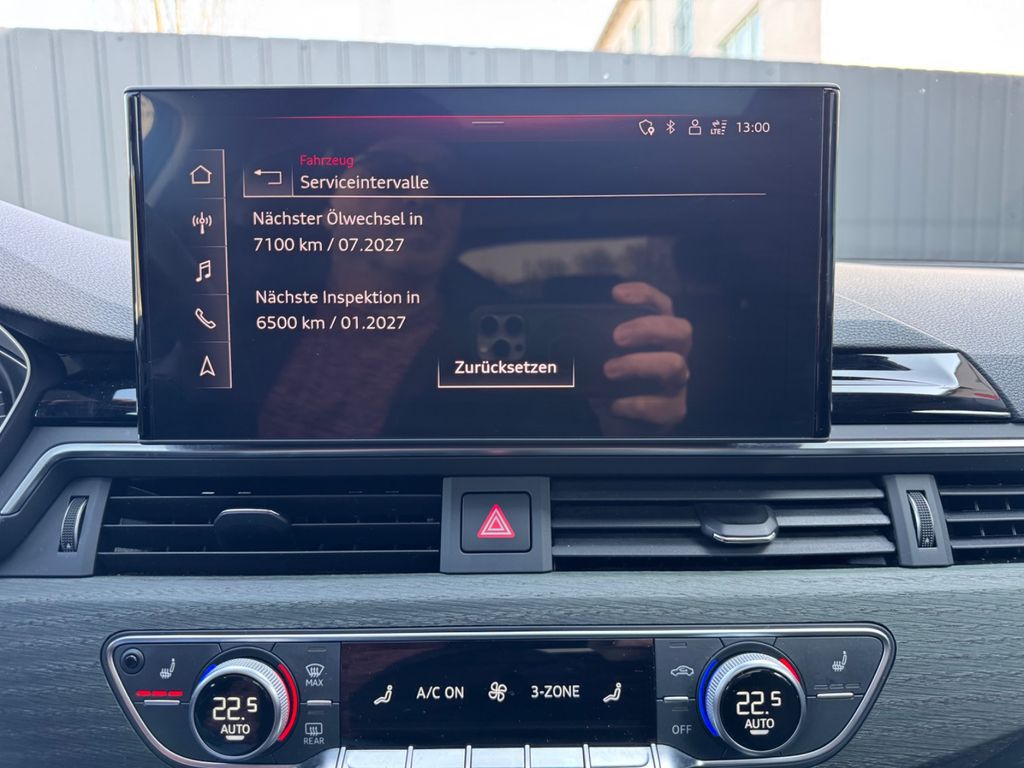 LTE 13:00
Fahrzeug
Serviceintervalle
Nächster Ölwechsel in
7100 km / 07.2027
Nächste Inspektion in
6500 km / 01.2027
Zurücksetzen
22.5
AUTO
MAX
REAR
A/C ON
3-ZONE
OFF
22.5
AUTO